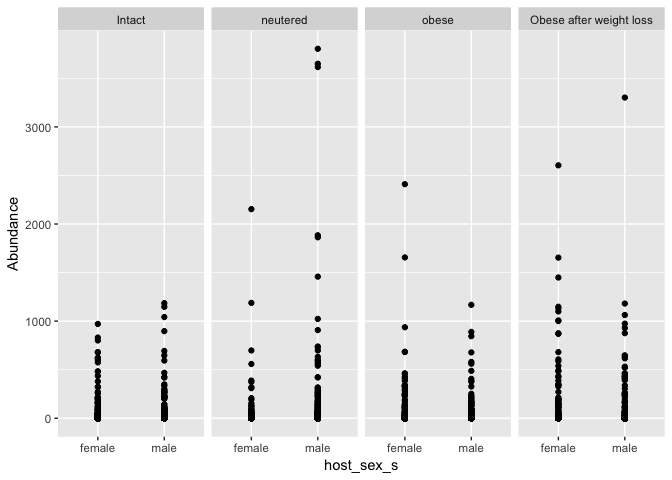 Intact neutered obese Obese after weight loss
3000
2000
1000
0
Abundance
female male female male female male female male
host_sex_s